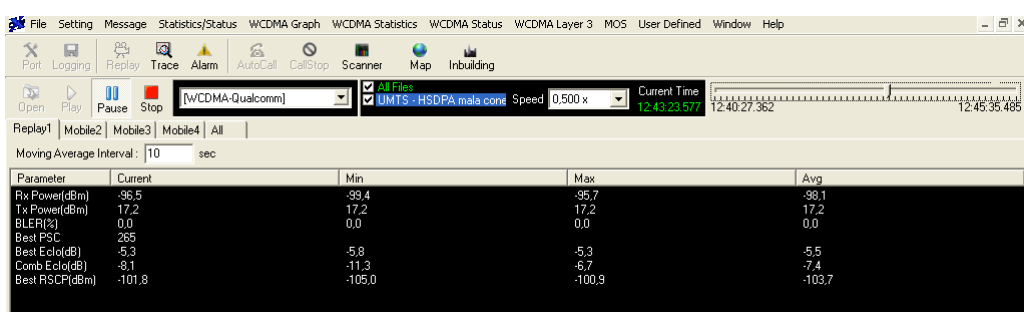 File Setting Message Statistics/Status WCDMA Graph WCDMA Statistics WCDMA Status WCDMA Layer 3 MOS User Defined Window Help
Port Logging Replay Trace Alarm AutoCall CallStop Scanner Map Inbuilding
Open Play Pause Stop [WCDMA-Qualcomm] All Files
UMTS - HSDPA mala cone Speed 0,500 x Current Time
12:43:23.577 12:40:27.362 12:45:35.485
Replay1 Mobile2 Mobile3 Mobile4 All
Moving Average Interval : 10 sec
Parameter Current Min Max Avg
Rx Power(dBm) -96,5 -99,4 -95,7 -98,1
Tx Power(dBm) 17,2 17,2 17,2 17,2
BLER(%) 0,0 0,0 0,0 0,0
Best PSC 265
Best EcIo(dB) -5,3 -5,8 -5,3 -5,5
Comb EcIo(dB) -8,1 -11,3 -6,7 -7,4
Best RSCP(dBm) -101,8 -105,0 -100,9 -103,7